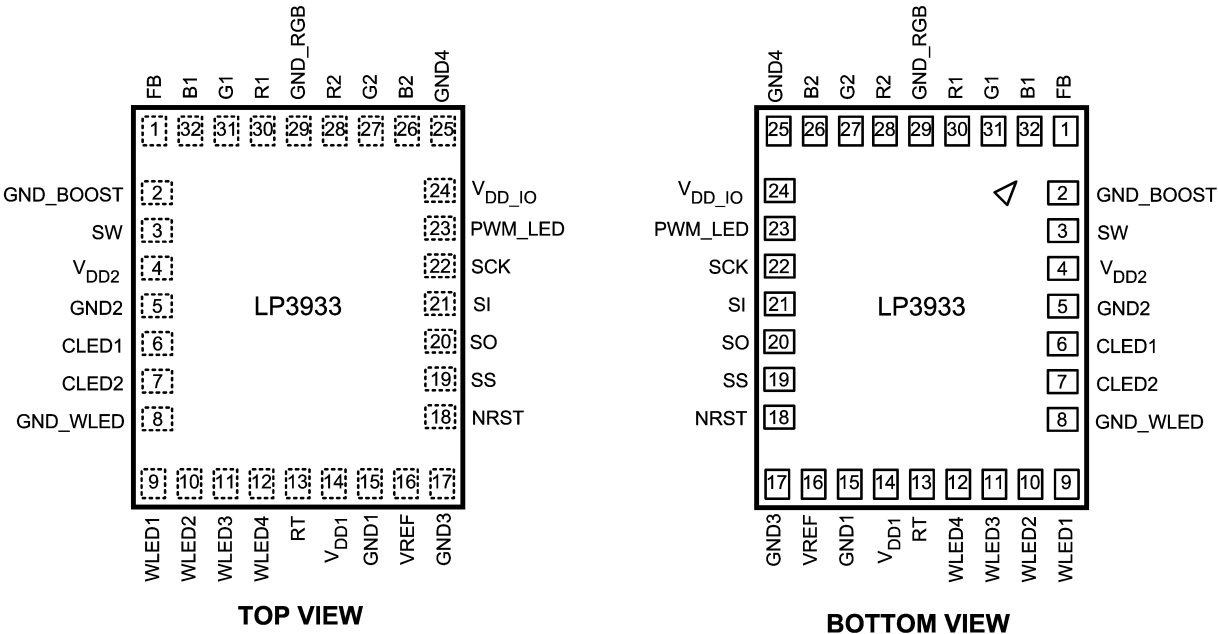 FB B1 G1 R1 GND_RGB R2 G2 B2 GND4
1 32 31 30 29 28 27 26 25
GND_BOOST 2 24 VDD_IO
SW 3 23 PWM_LED
VDD2 4 22 SCK
GND2 5 LP3933 21 SI
CLED1 6 20 SO
CLED2 7 19 SS
GND_WLED 8 18 NRST
9 10 11 12 13 14 15 16 17
WLED1 WLED2 WLED3 WLED4 RT VDD1 GND1 VREF GND3
TOP VIEW
GND4 B2 G2 R2 GND_RGB R1 G1 B1 FB
25 26 27 28 29 30 31 32 1
VDD_IO 24 2 GND_BOOST
PWM_LED 23 3 SW
SCK 22 4 VDD2
SI 21 LP3933 5 GND2
SO 20 6 CLED1
SS 19 7 CLED2
NRST 18 8 GND_WLED
17 16 15 14 13 12 11 10 9
GND3 VREF GND1 VDD1 RT WLED4 WLED3 WLED2 WLED1
BOTTOM VIEW